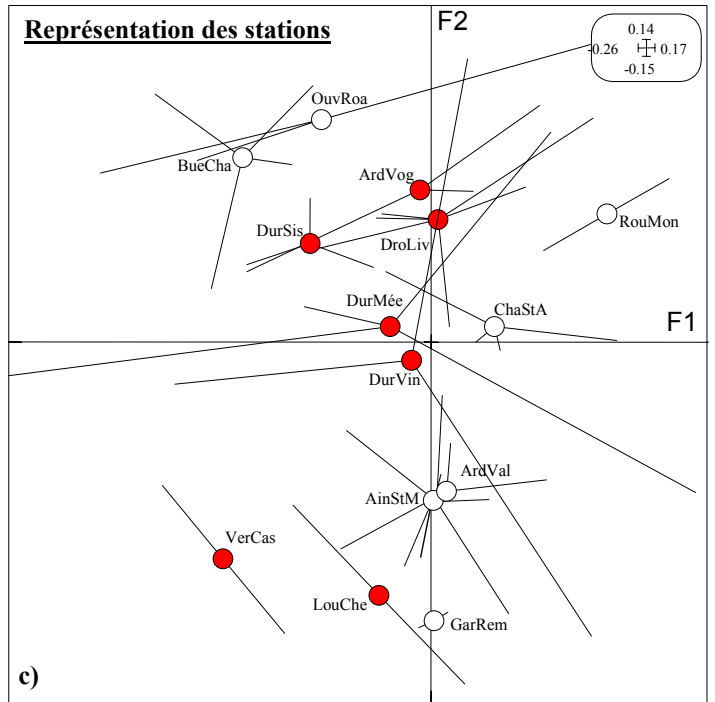 Représentation des stations
F2
0.14
-0.26
0.17
-0.15
OuvRoa
BueCha
ArdVog
RouMon
DurSis
DroLiv
DurMée
ChaStA
F1
DurVin
ArdVal
AinStM
VerCas
LouChe
GarRem
c)